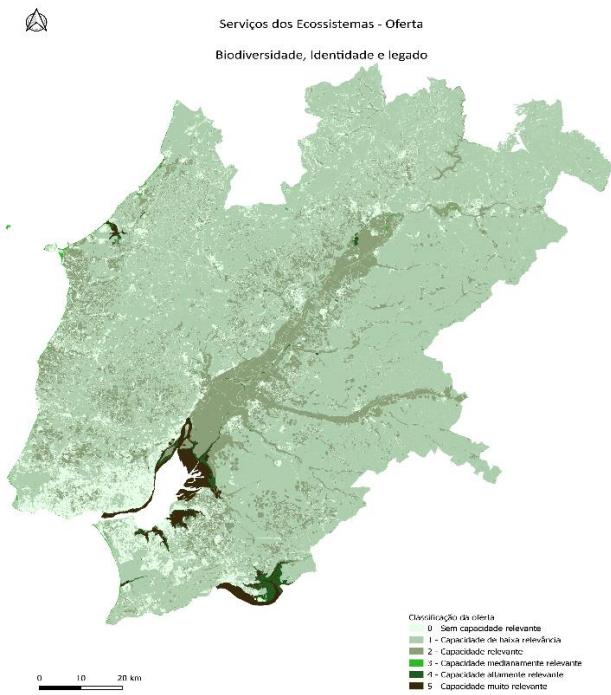 Serviços dos Ecossistemas - Oferta
Biodiversidade, Identidade e legado
Classificação da oferta
0 Sem capacidade relevante
1 - Capacidade de baixa relevância
2 - Capacidade relevante
3 - Capacidade medianamente relevante
4 - Capacidade altamente relevante
5 Capacidade muito relevante
0 10 20 km